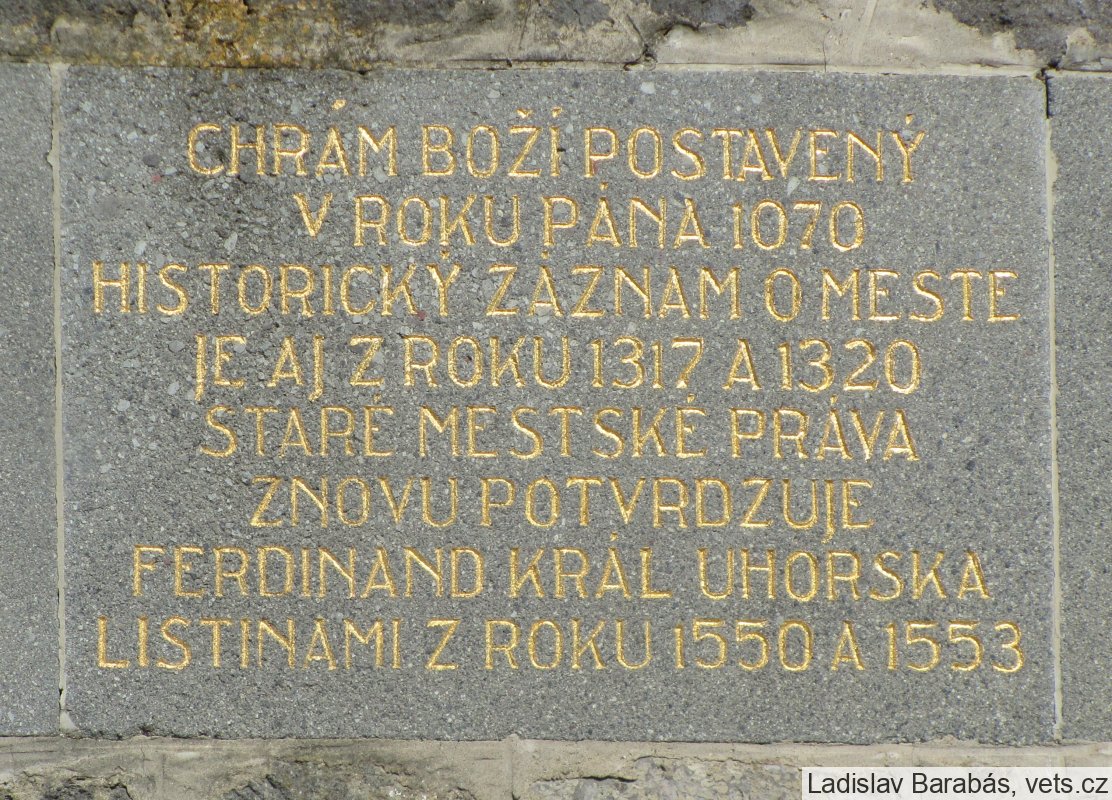 CHRÁM BOŽÍ POSTAVENÝ
V ROKU PÁNA 1070
HISTORICKÝ ZÁZNAM O MESTE
JE AJ Z ROKU 1317 A 1320
STARÉ MESTSKÉ PRÁVA
ZNOVU POTVRDZUJE
FERDINAND KRÁL UHORSKA
LISTINAMI Z ROKU 1550 A 1553
Ladislav Barabás, vets.cz